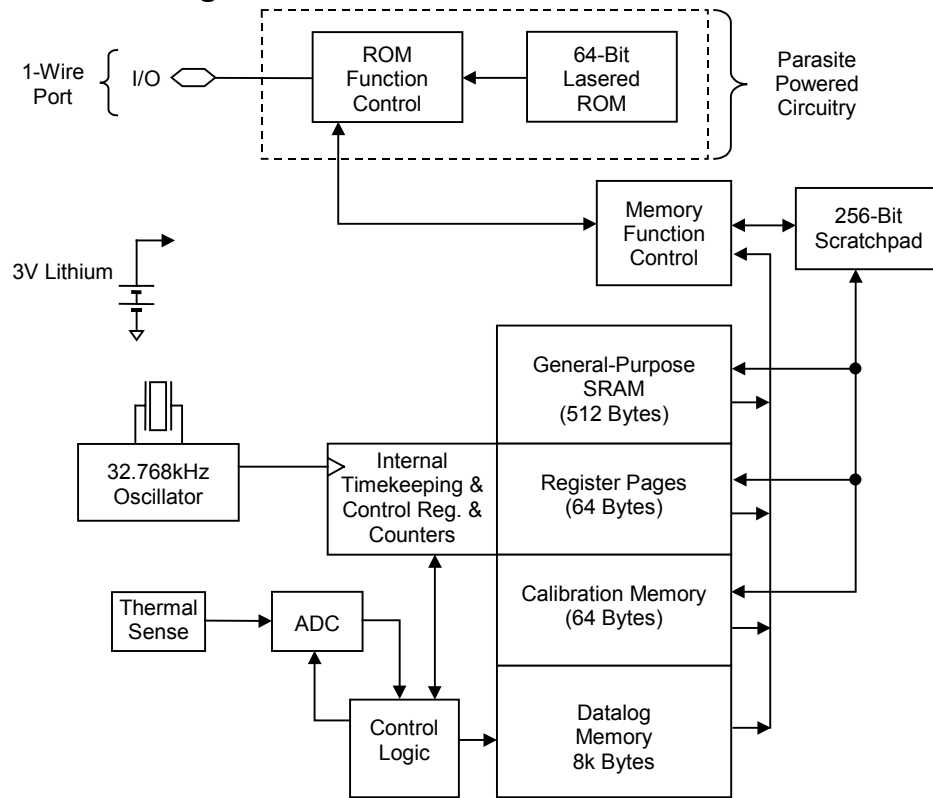 1-Wire
Port
I/O
ROM
Function
Control
64-Bit
Lasered
ROM
Parasite
Powered
Circuitry
Memory
Function
Control
256-Bit
Scratchpad
3V Lithium
General-Purpose
SRAM
(512 Bytes)
32.768kHz
Oscillator
Internal
Timekeeping &
Control Reg. &
Counters
Register Pages
(64 Bytes)
Calibration Memory
(64 Bytes)
Thermal
Sense
ADC
Control
Logic
Datalog
Memory
8k Bytes